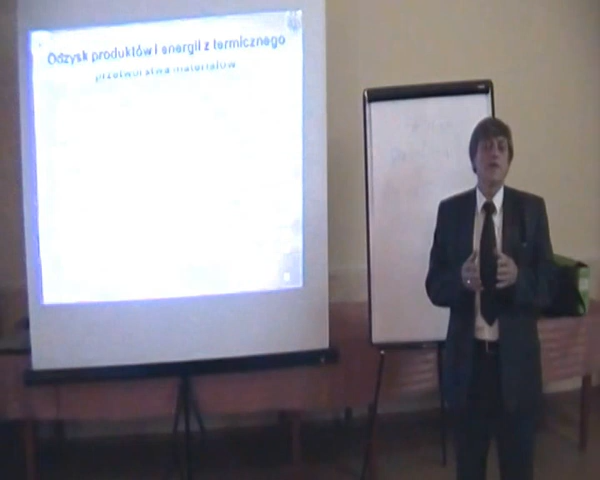 Odzysk produktów i energii z termicznego
przetwórstwa materiałów